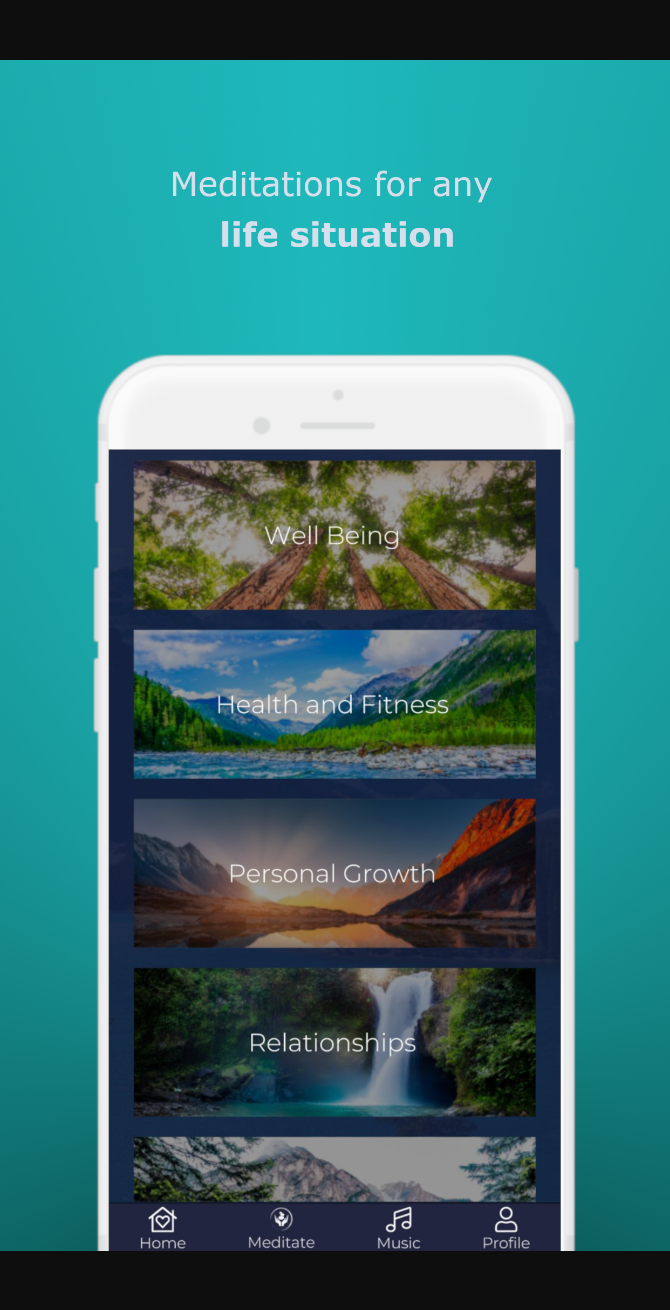 Meditations for any
life situation
Well Being
Health and Fitness
Personal Growth
Relationships
Home
Meditate
Music
Profile